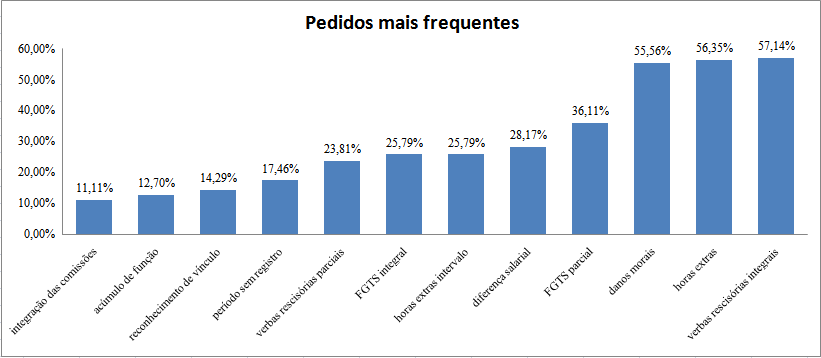 Pedidos mais frequentes
60,00%
50,00%
40,00%
30,00%
20,00%
10,00%
0,00%
11,11%
12,70%
14,29%
17,46%
23,81%
25,79%
25,79%
28,17%
36,11%
55,56%
56,35%
57,14%
integração das comissões
acúmulo de função
reconhecimento de vínculo
período sem registro
verbas rescisórias parciais
FGTS integral
horas extras intervalo
diferença salarial
FGTS parcial
danos morais
horas extras
verbas rescisórias integrais